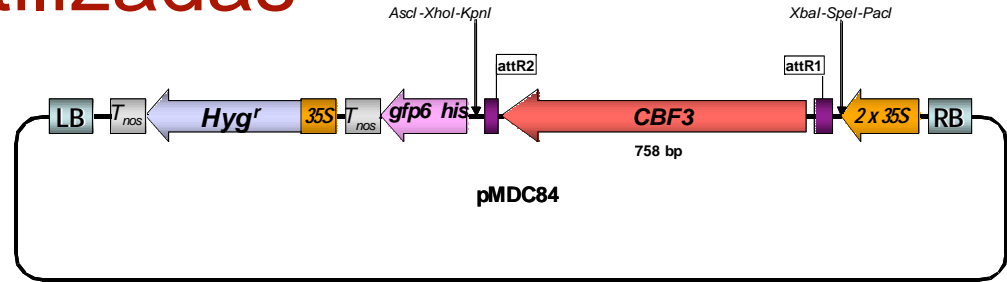 AscI-XhoI-KpnI
XbaI-SpeI-PacI
attR2
attR1
LB
Tnos
Hygr
35S
Tnos
gfp6 his
CBF3
2 x 35S
RB
758 bp
pMDC84